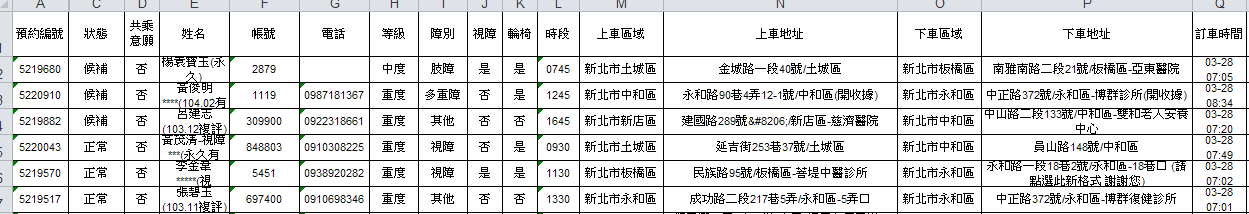 A B C D E F G H I J K L M N O P Q
預約編號 狀態 共乘意願 姓名 帳號 電話 等級 障別 視障 輪椅 時段 上車區域 上車地址 下車區域 下車地址 訂車時間
5219680 候補 否 楊袁寶玉(永久) 2879 中度 肢障 是 是 0745 新北市土城區 金城路一段40號/土城區 新北市板橋區 南雅南路二段21號/板橋區-亞東醫院 03-28 07:05
5220910 候補 否 黃俊明****(104.02有 1119 0987181367 重度 多重障 否 是 1245 新北市中和區 永和路90巷4弄12-1號/中和區(開收據) 新北市永和區 中正路372號/永和區-博群診所(開收據) 03-28 08:34
5219882 候補 否 呂建志(103.12複評) 309900 0922318661 重度 其他 否 否 1645 新北市新店區 建國路289號&#8206;/新店區-慈濟醫院 新北市中和區 中山路二段133號/中和區-雙和老人安養中心 03-28 07:20
5220043 正常 否 黃茂清-視障***(永久有 848803 0910308225 重度 視障 否 是 0930 新北市土城區 延吉街253巷37號/土城區 新北市中和區 員山路148號/中和區 03-28 07:49
5219570 正常 否 李金葦*****(視 5451 0938920282 重度 視障 是 是 1130 新北市板橋區 民族路95號/板橋區-菩堤中醫診所 新北市永和區 永和路一段18巷2號/永和區-18巷口 (請點選此新格式 謝謝您) 03-28 07:02
5219517 正常 否 張碧玉(103.11複評) 697400 0910698346 重度 其他 否 否 1330 新北市永和區 成功路二段217巷5弄/永和區-5弄口 新北市永和區 中正路372號/永和區-博群復健診所 03-28 07:01